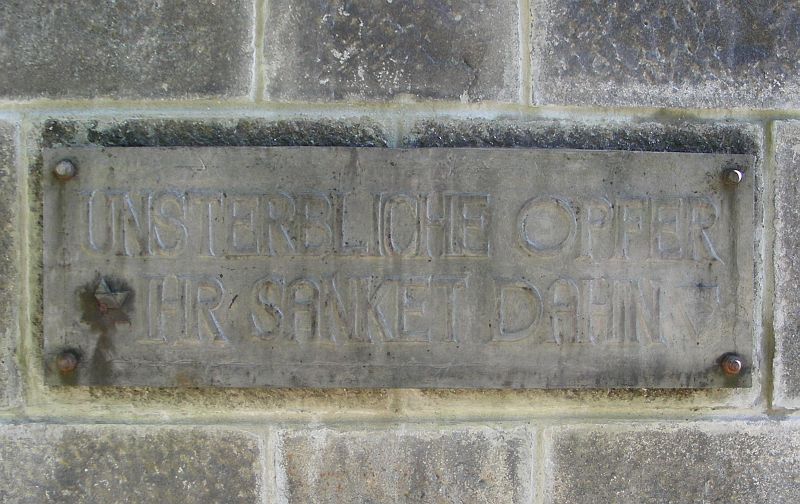 UNSTERBLICHE OPFER
IHR SANKET DAHIN